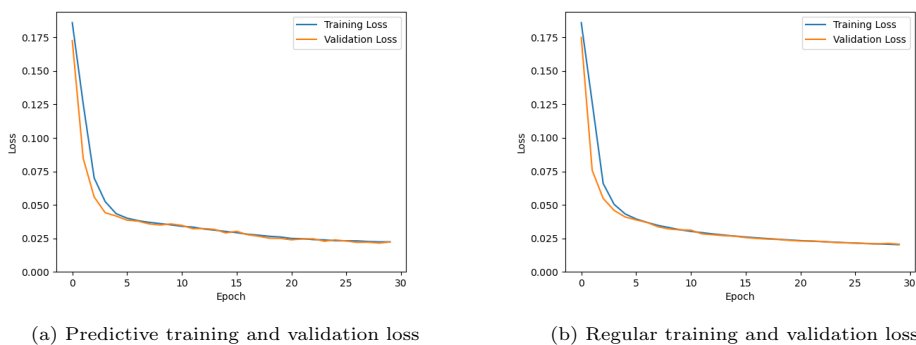 Training Loss
Validation Loss
0.175
0.150
0.125
0.100
0.075
0.050
0.025
0.000
Loss
0 5 10 15 20 25 30
Epoch
(a) Predictive training and validation loss
Training Loss
Validation Loss
0.175
0.150
0.125
0.100
0.075
0.050
0.025
0.000
Loss
0 5 10 15 20 25 30
Epoch
(b) Regular training and validation loss